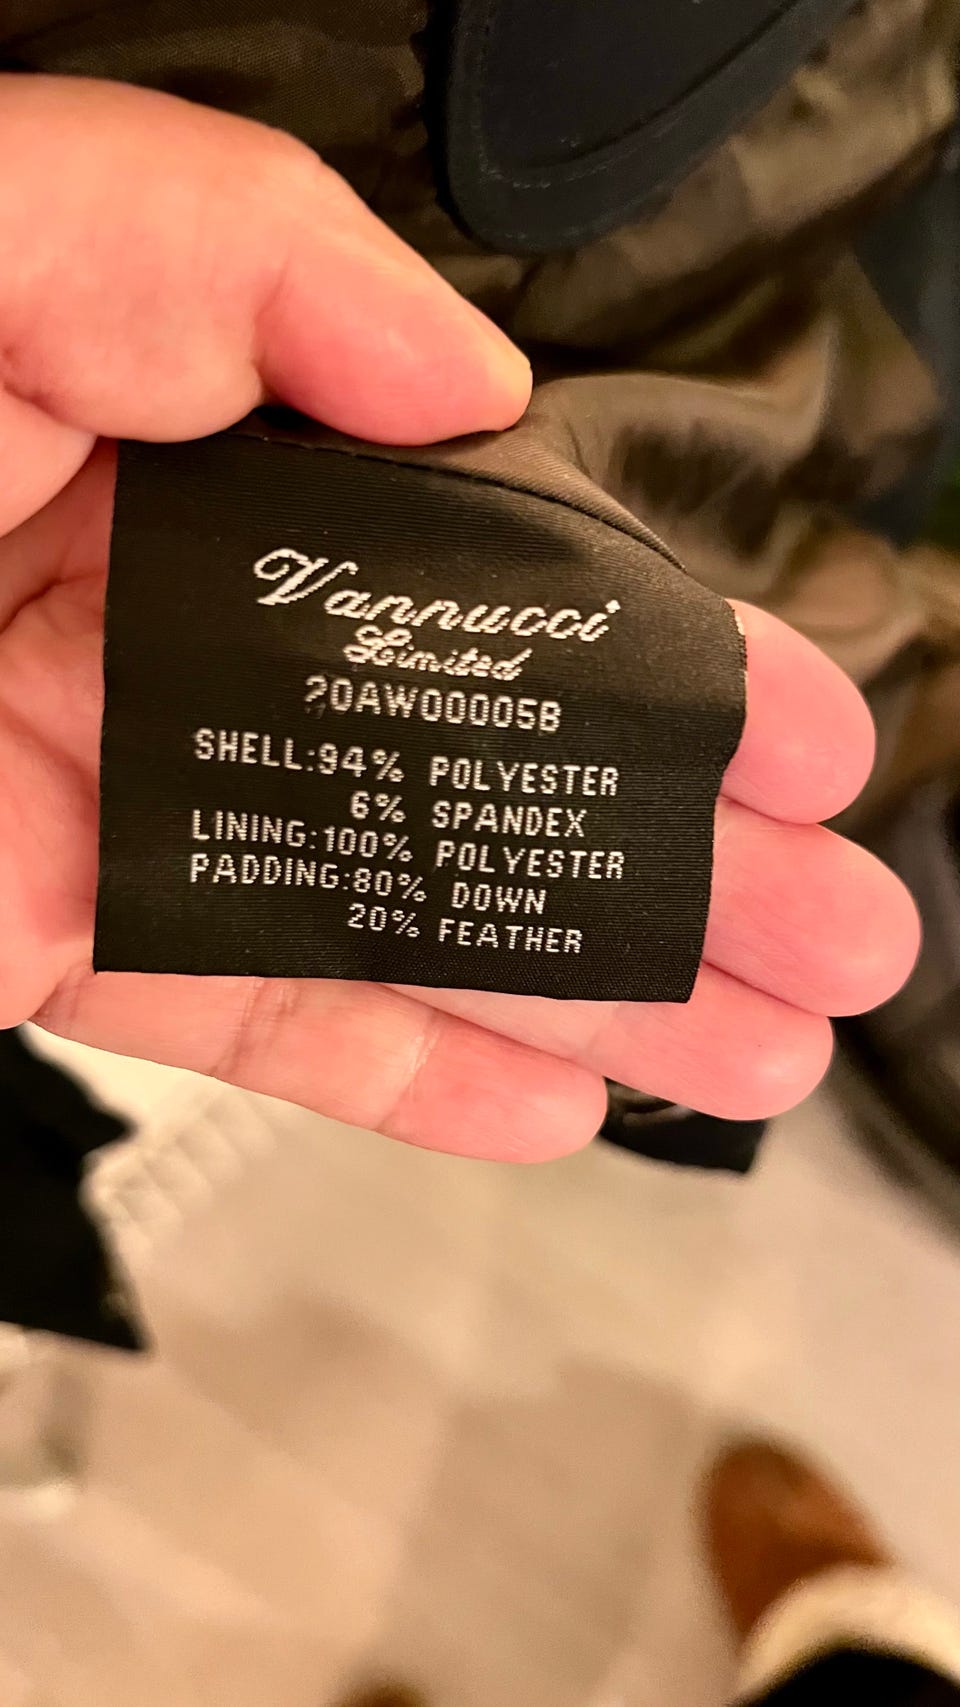 Vannucci
Limited
20AW00005B
SHELL:94% POLYESTER
6% SPANDEX
LINING:100% POLYESTER
PADDING:80% DOWN
20% FEATHER